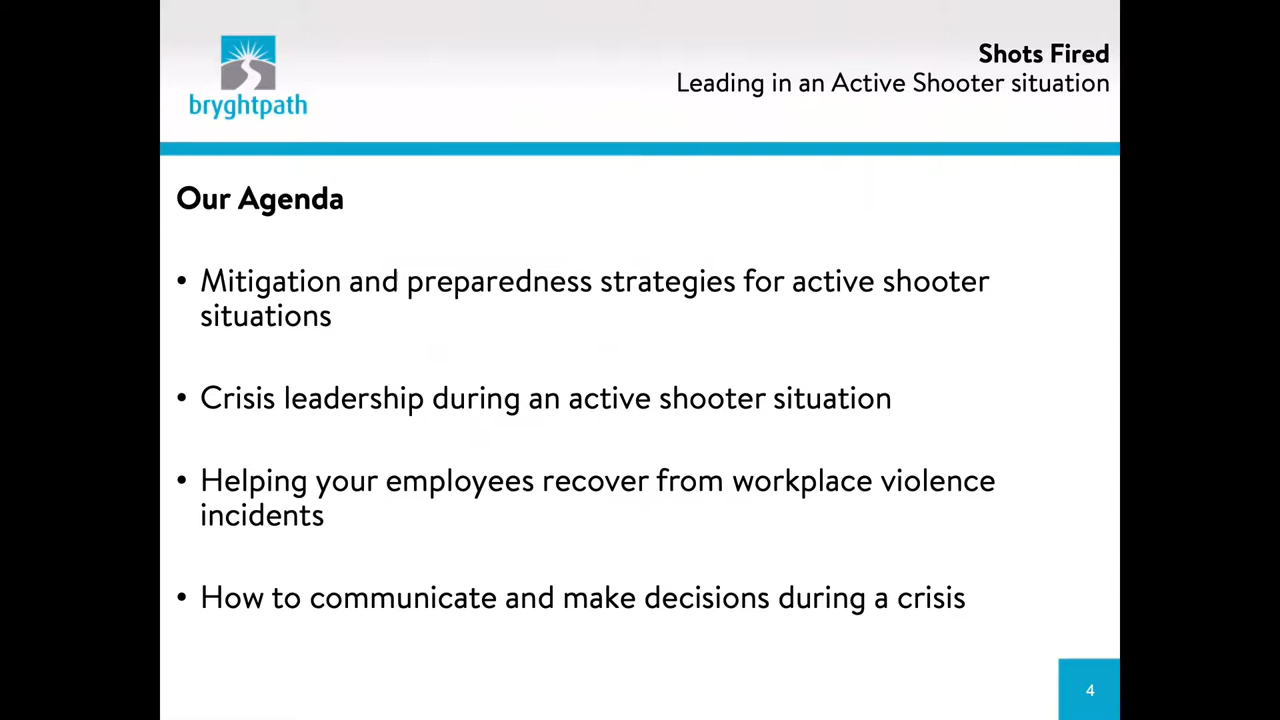 bryghtpath
Shots Fired
Leading in an Active Shooter situation
Our Agenda
• Mitigation and preparedness strategies for active shooter
situations
• Crisis leadership during an active shooter situation
• Helping your employees recover from workplace violence
incidents
• How to communicate and make decisions during a crisis
4